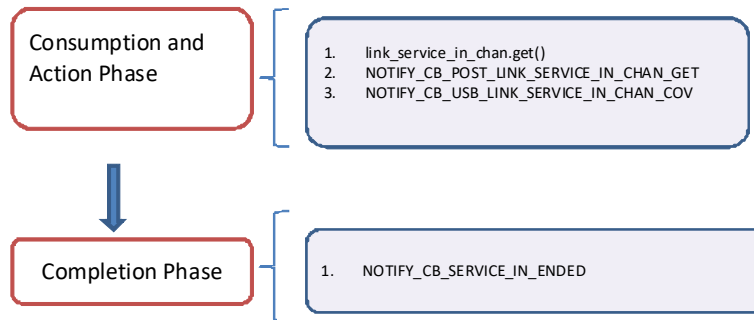 Consumption and
Action Phase
1. link_service_in_chan.get()
2. NOTIFY_CB_POST_LINK_SERVICE_IN_CHAN_GET
3. NOTIFY_CB_USB_LINK_SERVICE_IN_CHAN_COV
Completion Phase
1. NOTIFY_CB_SERVICE_IN_ENDED